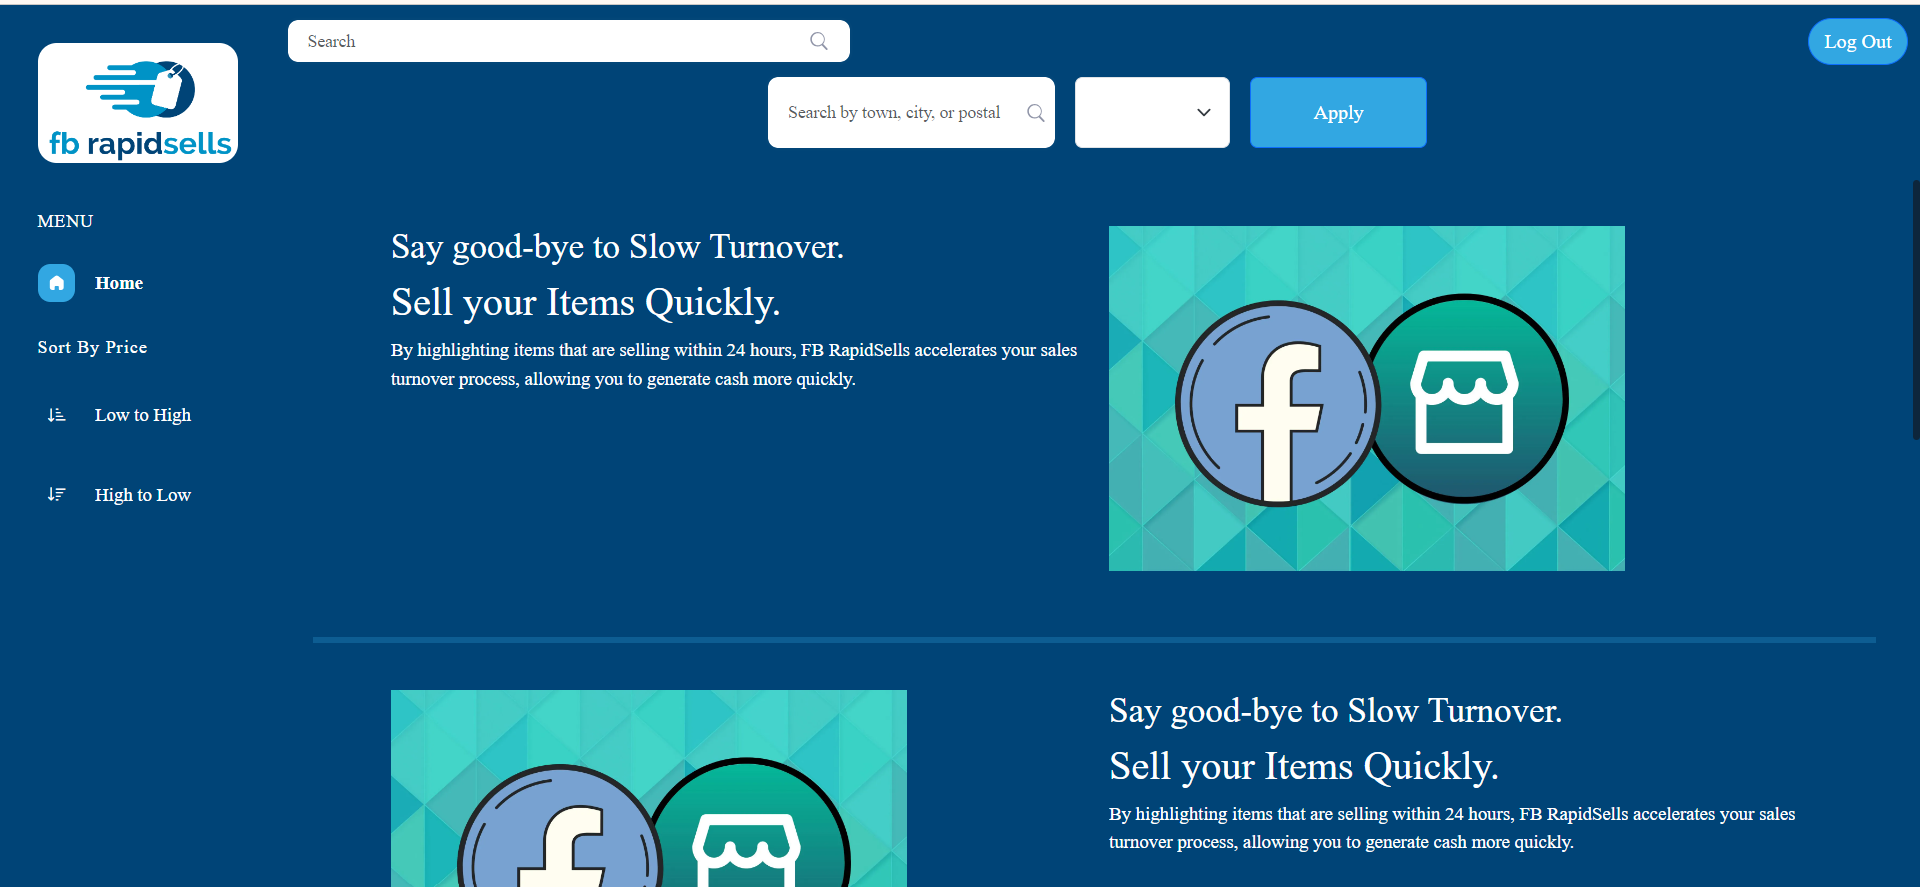 Search
Log Out
fb rapidsells
Search by town, city, or postal
Apply
MENU
Home
Sort By Price
Low to High
High to Low
Say good-bye to Slow Turnover.
Sell your Items Quickly.
By highlighting items that are selling within 24 hours, FB RapidSells accelerates your sales
turnover process, allowing you to generate cash more quickly.
Say good-bye to Slow Turnover.
Sell your Items Quickly.
By highlighting items that are selling within 24 hours, FB RapidSells accelerates your sales
turnover process, allowing you to generate cash more quickly.